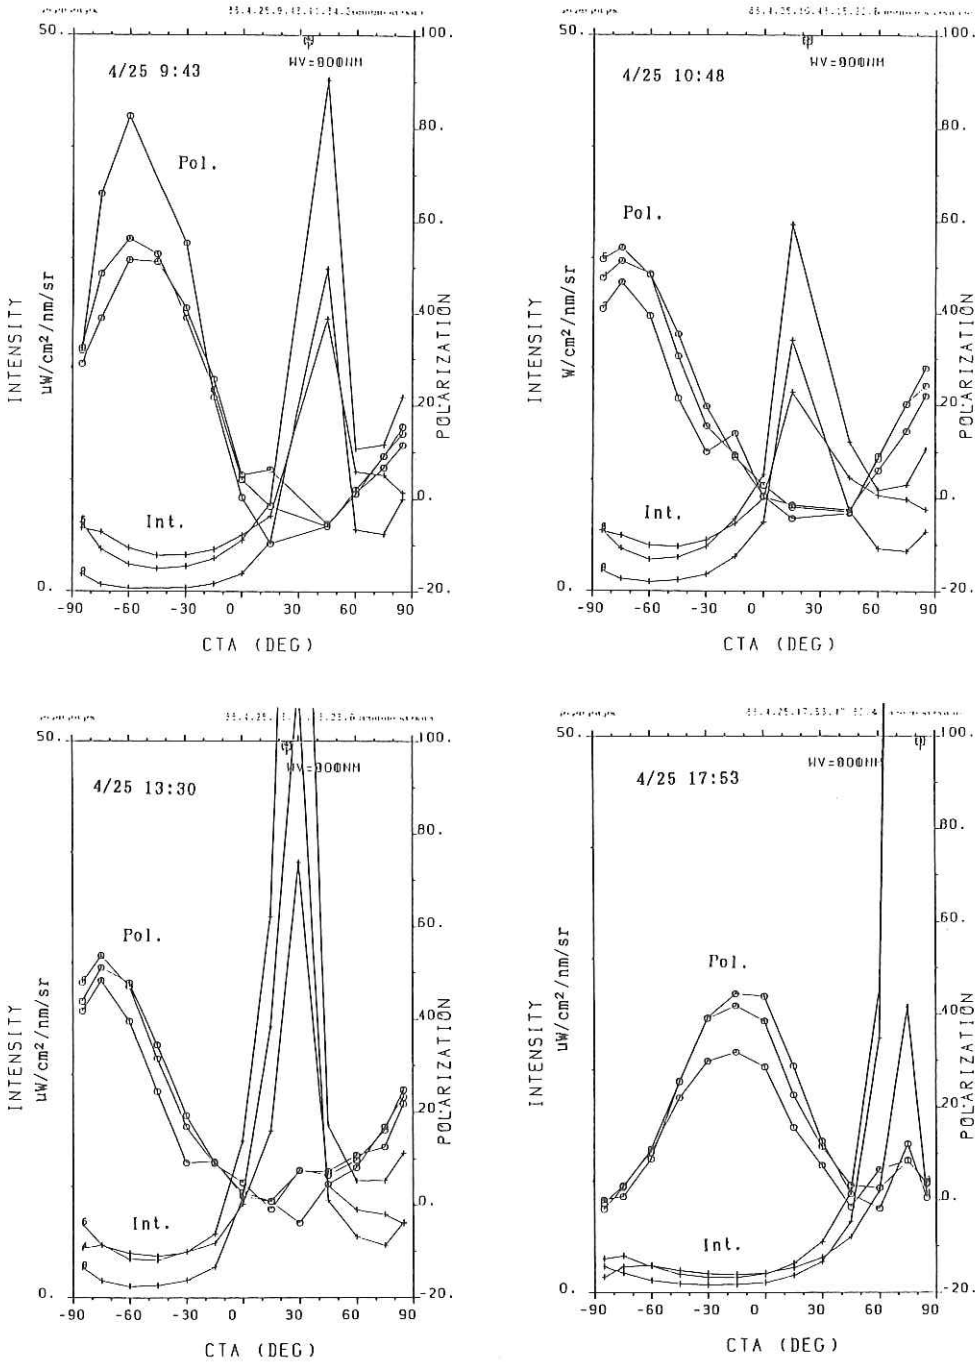 50.
100.
4/25 9:43
WV=800NM
80.
Pol.
60.
INTENSITY
uW/cm²/nm/sr
40.
POLARIZATION
20.
0.
Int.
0.
-20.
-90 -60 -30 0 30 60 90
CTA (DEG)
50.
100.
4/25 10:48
WV=800NM
80.
Pol.
60.
INTENSITY
W/cm²/nm/sr
40.
POLARIZATION
20.
0.
Int.
0.
-20.
-90 -60 -30 0 30 60 90
CTA (DEG)
50.
100.
4/25 13:30
WV=800NM
80.
Pol.
60.
INTENSITY
uW/cm²/nm/sr
40.
POLARIZATION
20.
0.
Int.
0.
-20.
-90 -60 -30 0 30 60 90
CTA (DEG)
50.
100.
4/25 17:53
WV=800NM
80.
Pol.
60.
INTENSITY
uW/cm²/nm/sr
40.
POLARIZATION
20.
0.
Int.
0.
-20.
-90 -60 -30 0 30 60 90
CTA (DEG)